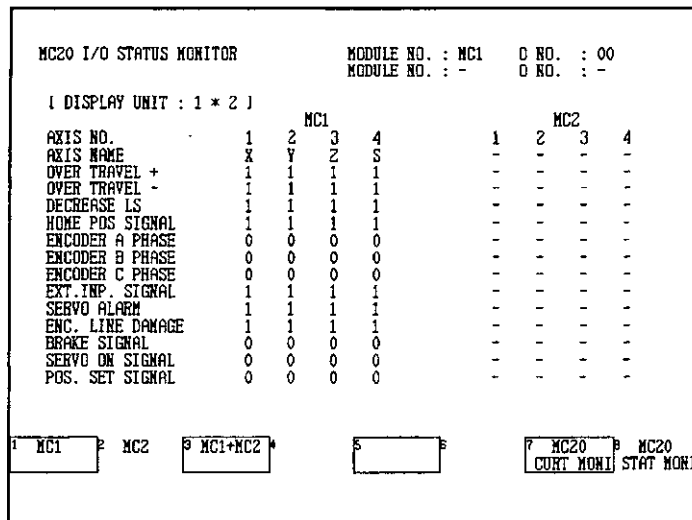 MC20 I/O STATUS MONITOR MODULE NO. : MC1 C NO. : 00
MODULE NO. : - C NO. : -
[ DISPLAY UNIT : 1 * 2 ]
MC1 MC2
AXIS NO. 1 2 3 4 1 2 3 4
AXIS NAME X Y Z S - - - -
OVER TRAVEL + 1 1 1 1 - - - -
OVER TRAVEL - 1 1 1 1 - - - -
DECREASE LS 1 1 1 1 - - - -
HOME POS SIGNAL 1 1 1 1 - - - -
ENCODER A PHASE 0 0 0 0 - - - -
ENCODER B PHASE 0 0 0 0 - - - -
ENCODER C PHASE 0 0 0 0 - - - -
EXT.INP. SIGNAL 1 1 1 1 - - - -
SERVO ALARM 1 1 1 1 - - - -
ENC. LINE DAMAGE 1 1 1 1 - - - -
BRAKE SIGNAL 0 0 0 0 - - - -
SERVO ON SIGNAL 0 0 0 0 - - - -
POS. SET SIGNAL 0 0 0 0 - - - -
1 MC1 2 MC2 3 MC1+MC2 4 5 6 7 MC20 8 MC20
CURT MONI STAT MONI